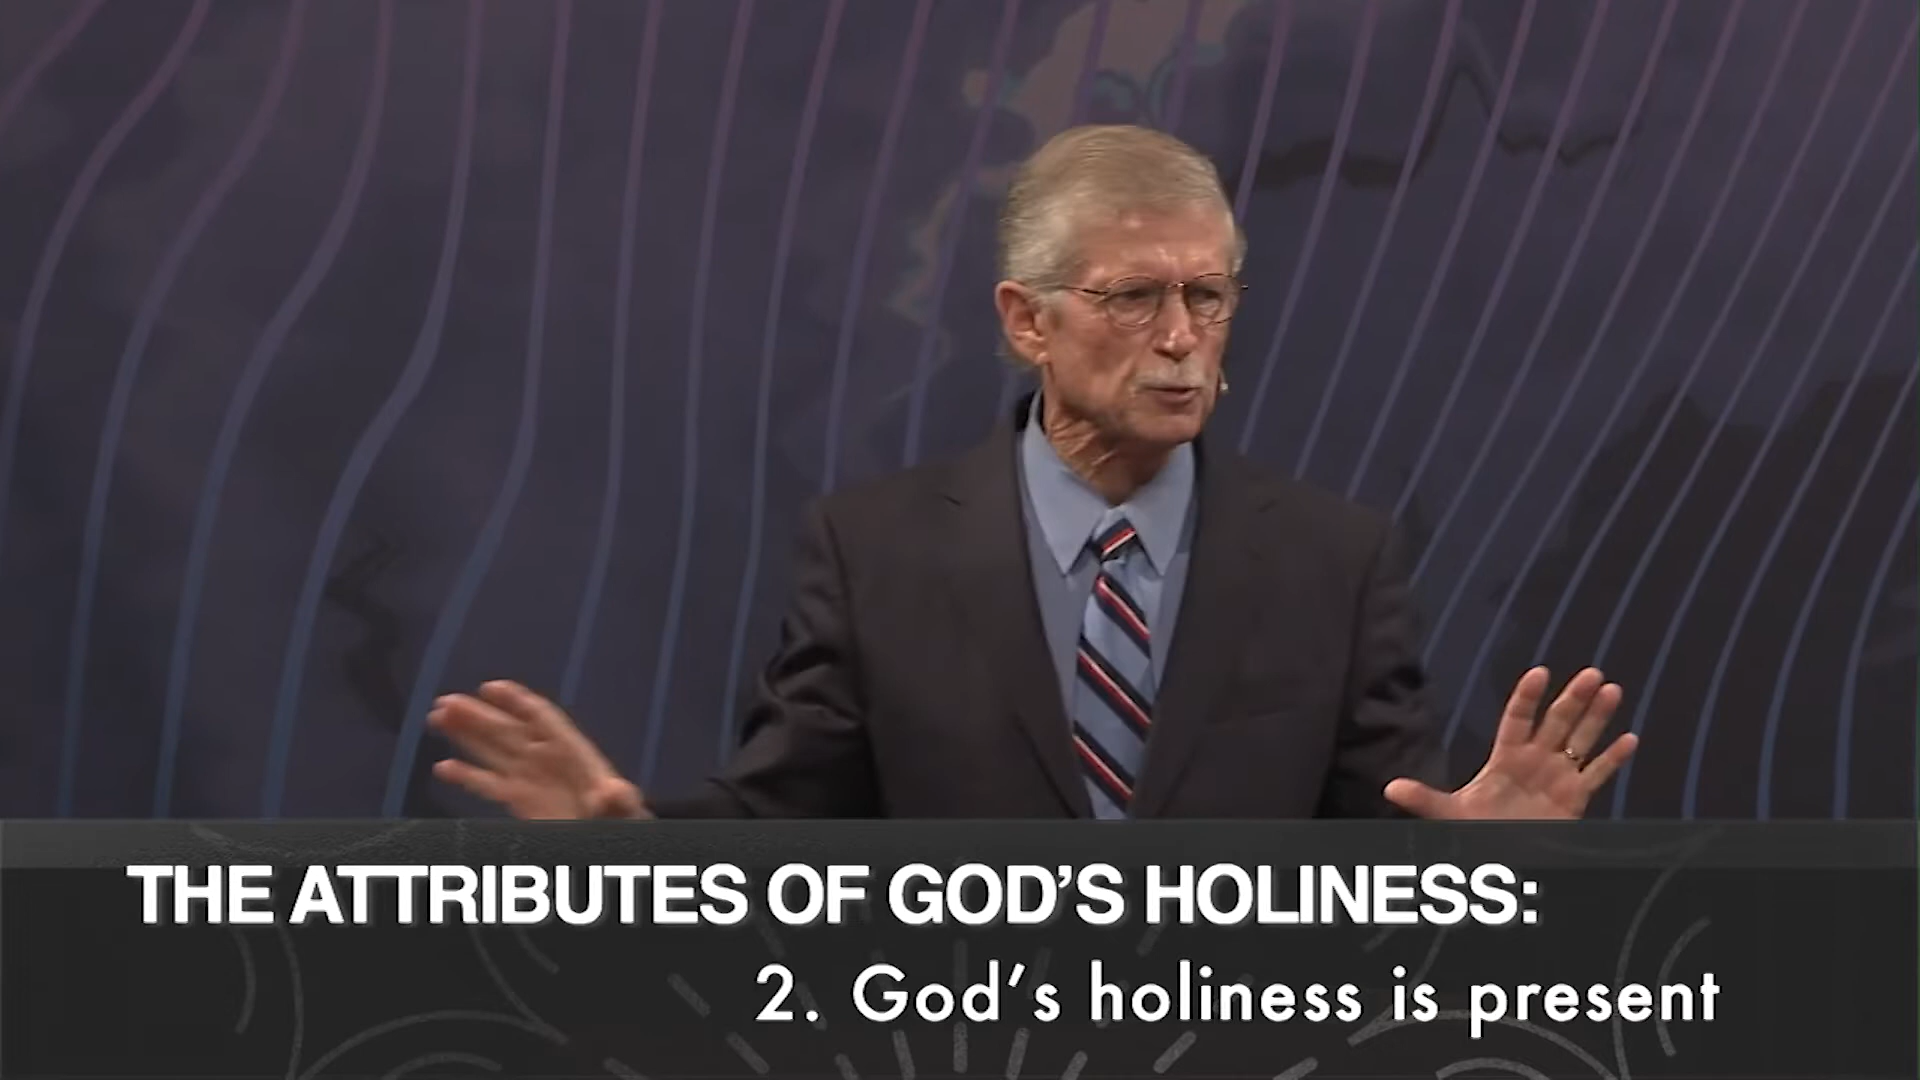 THE ATTRIBUTES OF GOD’S HOLINESS:
2. God’s holiness is present